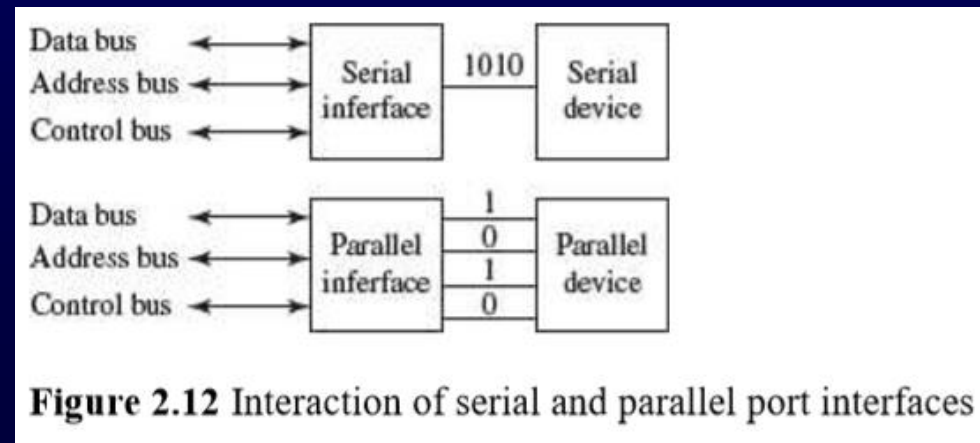 Data bus
Address bus
Control bus
Serial
inferface
1010
Serial
device
Data bus
Address bus
Control bus
Parallel
inferface
1
0
1
0
Parallel
device
Figure 2.12 Interaction of serial and parallel port interfaces